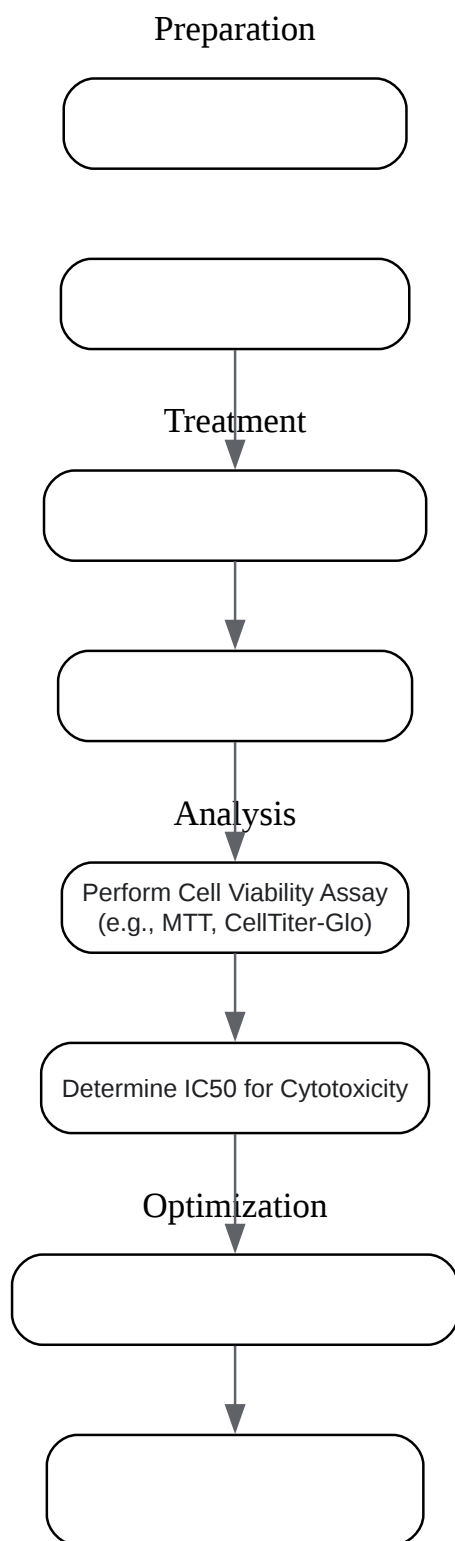 Preparation
Treatment
Analysis
Perform Cell Viability Assay
(e.g., MTT, CellTiter-Glo)
Determine IC50 for Cytotoxicity
Optimization